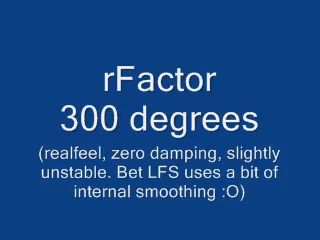 rFactor
300 degrees
(realfeel, zero damping, slightly
unstable. Bet LFS uses a bit of
internal smoothing :O)